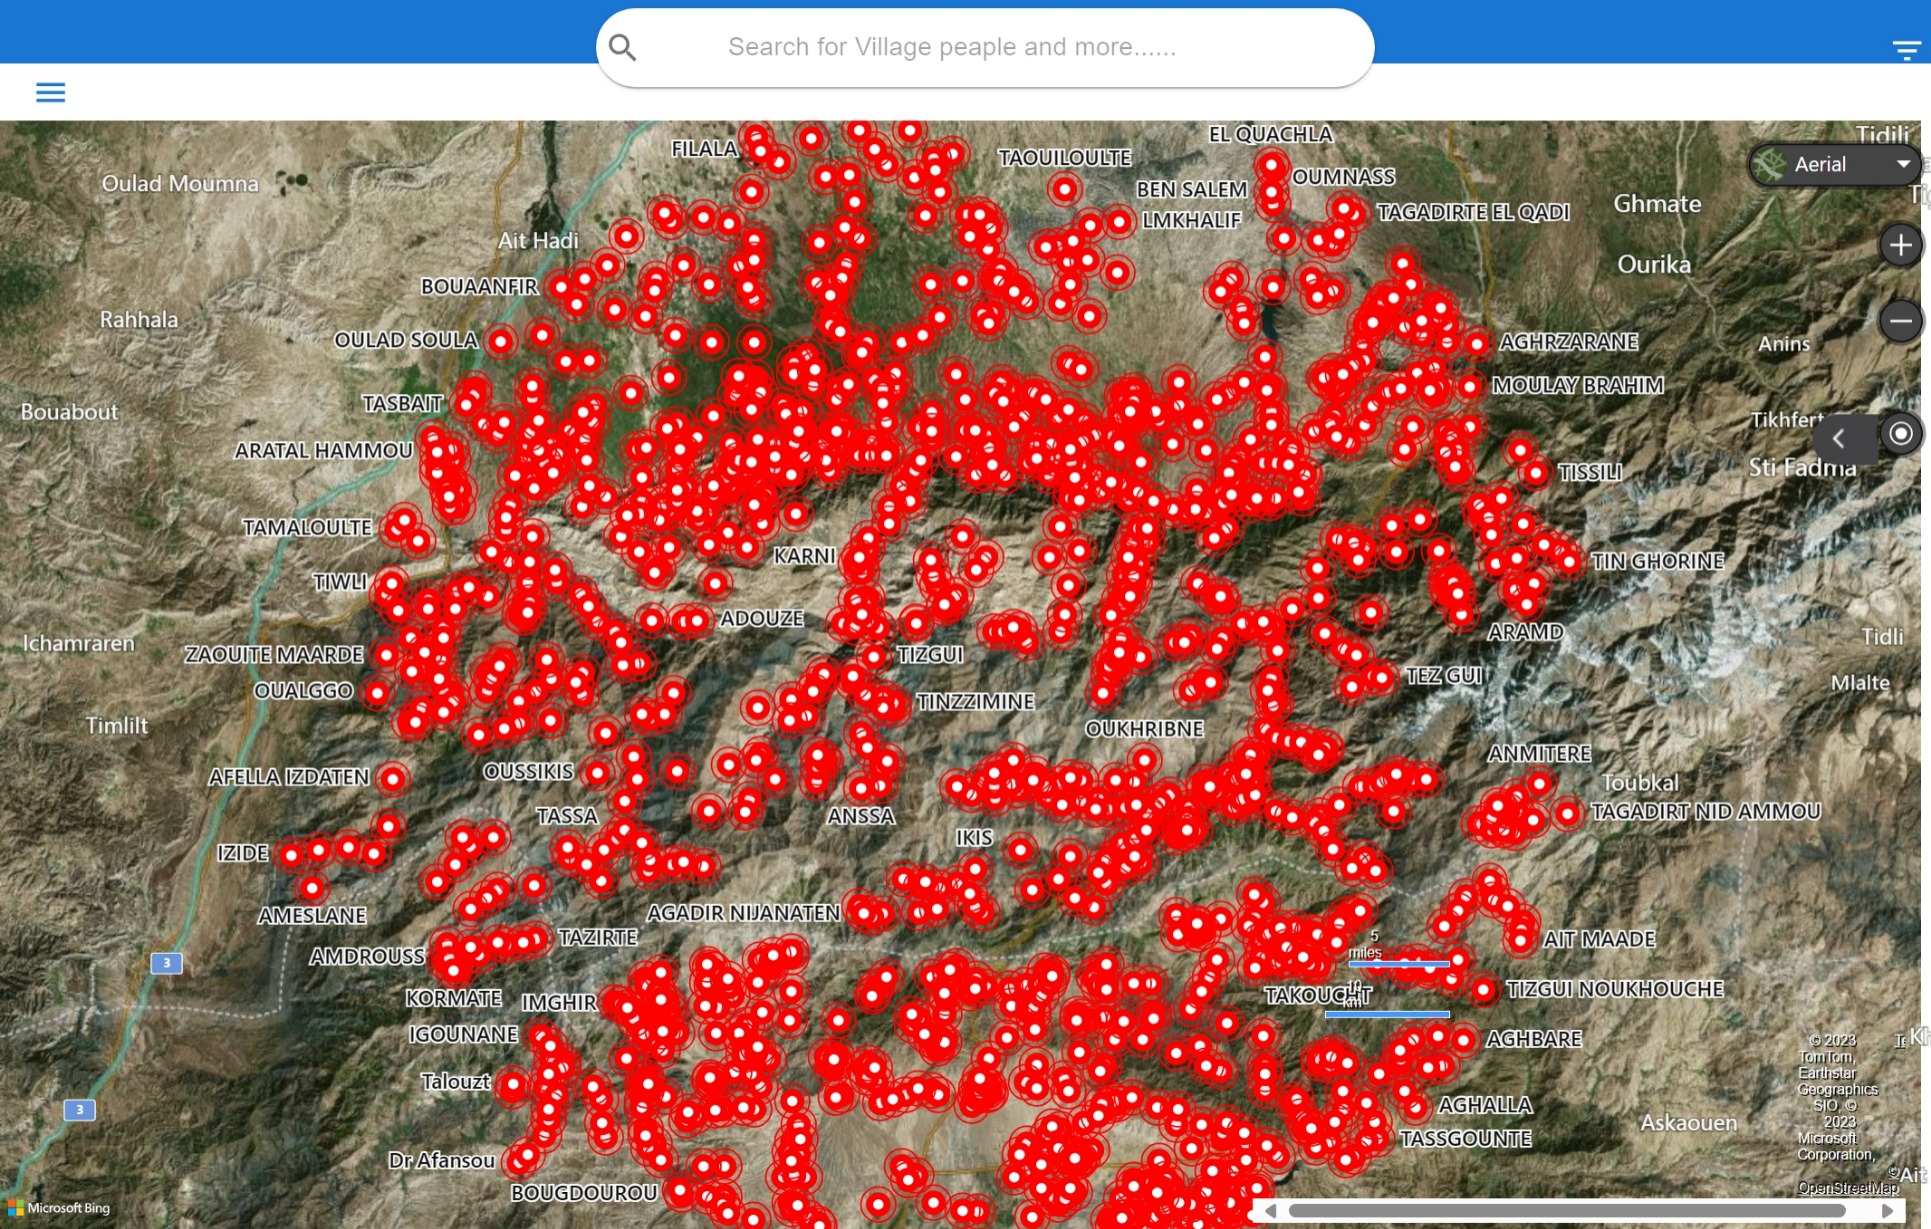 Search for Village peaple and more......
EL QUACHLA
Tidili
FILALA
TAOUILOULTE
Aerial
OUMNASS
Oulad Moumna
BEN SALEM
TAGADIRTE EL QADI
Ghmate
LMKHALIF
Ait Hadi
Ourika
BOUAANFIR
Rahhala
OULAD SOULA
AGHRZARANE
Anins
MOULAY BRAHIM
TASBAIT
Bouabout
Tikhfert
ARATAL HAMMOU
Sti Fadma
TISSILI
TAMALOULTE
KARNI
TIN GHORINE
TIWLI
ADOUZE
ARAMD
Tidli
Ichamraren
ZAOUITE MAARDE
TIZGUI
TEZ GUI
Mlalte
OUALGGO
TINZZIMINE
Timlilt
OUKHRIBNE
ANMITERE
OUSSIKIS
AFELLA IZDATEN
Toubkal
TAGADIRT NID AMMOU
TASSA
ANSSA
IKIS
IZIDE
AMESLANE
AGADIR NIJANATEN
TAZIRTE
AIT MAADE
5
miles
AMDROUSS
3
TIZGUI NOUKHOUCHE
TAKOUCHT
10
km
KORMATE
IMGHIR
IGOUNANE
AGHBARE
Talouzt
3
AGHALLA
Askaouen
TASSGOUNTE
Dr Afansou
BOUGDOUROU
© 2023
TomTom,
Earthstar
Geographics
SIO, ©
2023
Microsoft
Corporation,
©
OpenStreetMap
Ait
Microsoft Bing